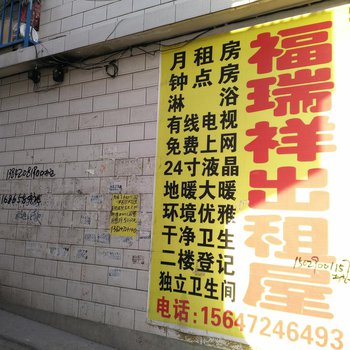 月租房
钟点房
淋浴
有线电视
免费上网
24寸液晶
地暖大暖
环境优雅
干净卫生
二楼登记
独立卫生间
电话:15647246493
福瑞祥出租屋